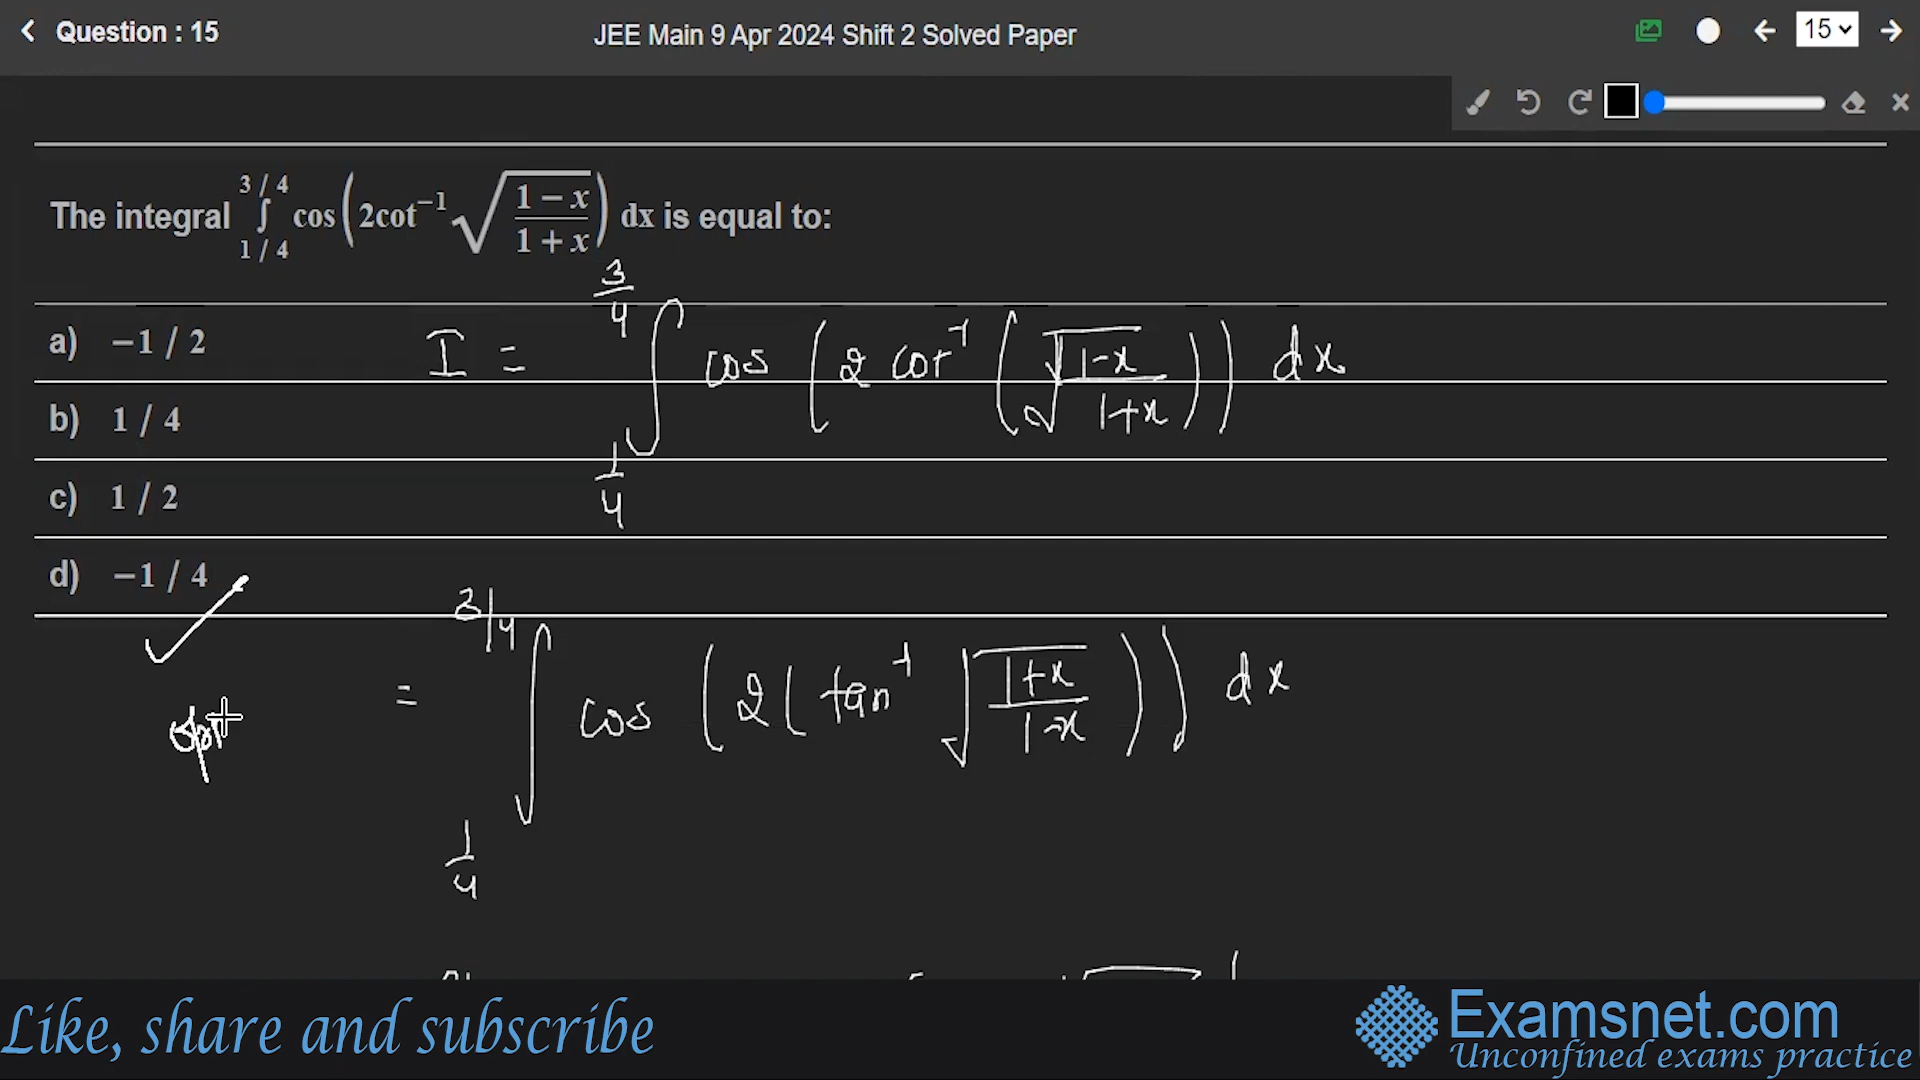 Question : 15
JEE Main 9 Apr 2024 Shift 2 Solved Paper
15
The integral ∫_{1/4}^{3/4} cos(2cot⁻¹ √((1 − x)/(1 + x))) dx is equal to:
a) −1 / 2
I = ∫_{1/4}^{3/4} cos(2 cot⁻¹(√(1-x)/√(1+x))) dx
b) 1 / 4
c) 1 / 2
d) −1 / 4
= ∫_{1/4}^{3/4} cos(2(tan⁻¹ √((1+x)/(1-x)))) dx
Like, share and subscribe
Examsnet.com
Unconfined exams practice